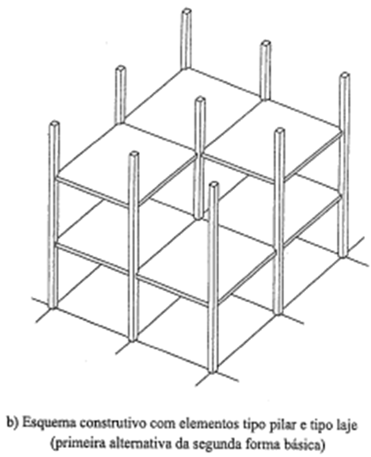 b) Esquema construtivo com elementos tipo pilar e tipo laje
(primeira alternativa da segunda forma básica)